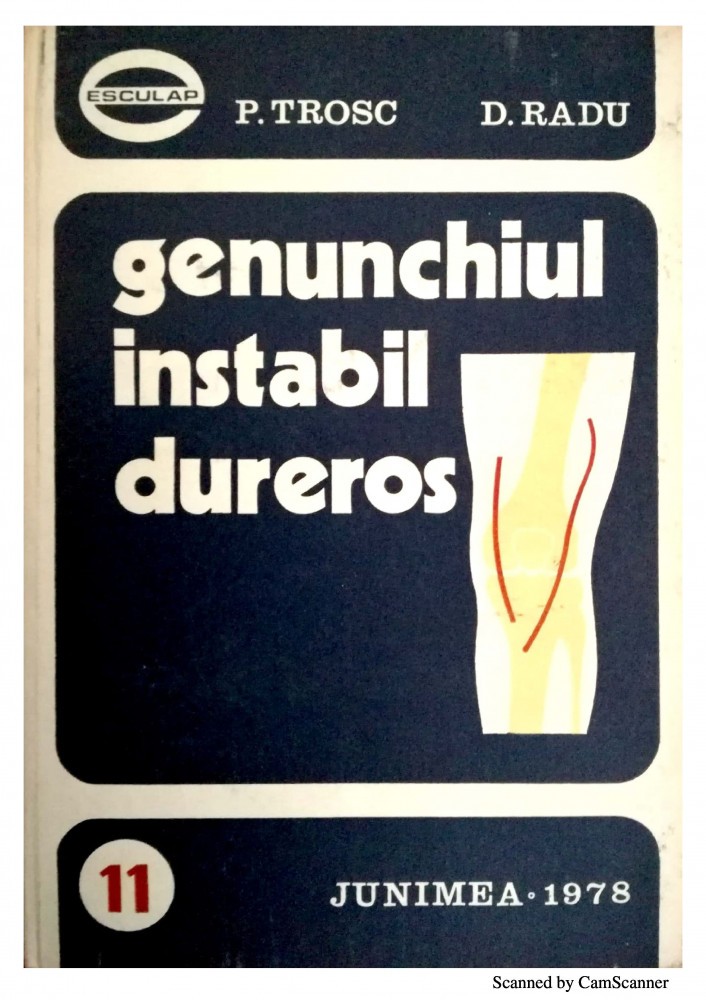 ESCULAP
P. TROSC D. RADU
genunchiul
instabil
dureros
11
JUNIMEA • 1978
Scanned by CamScanner